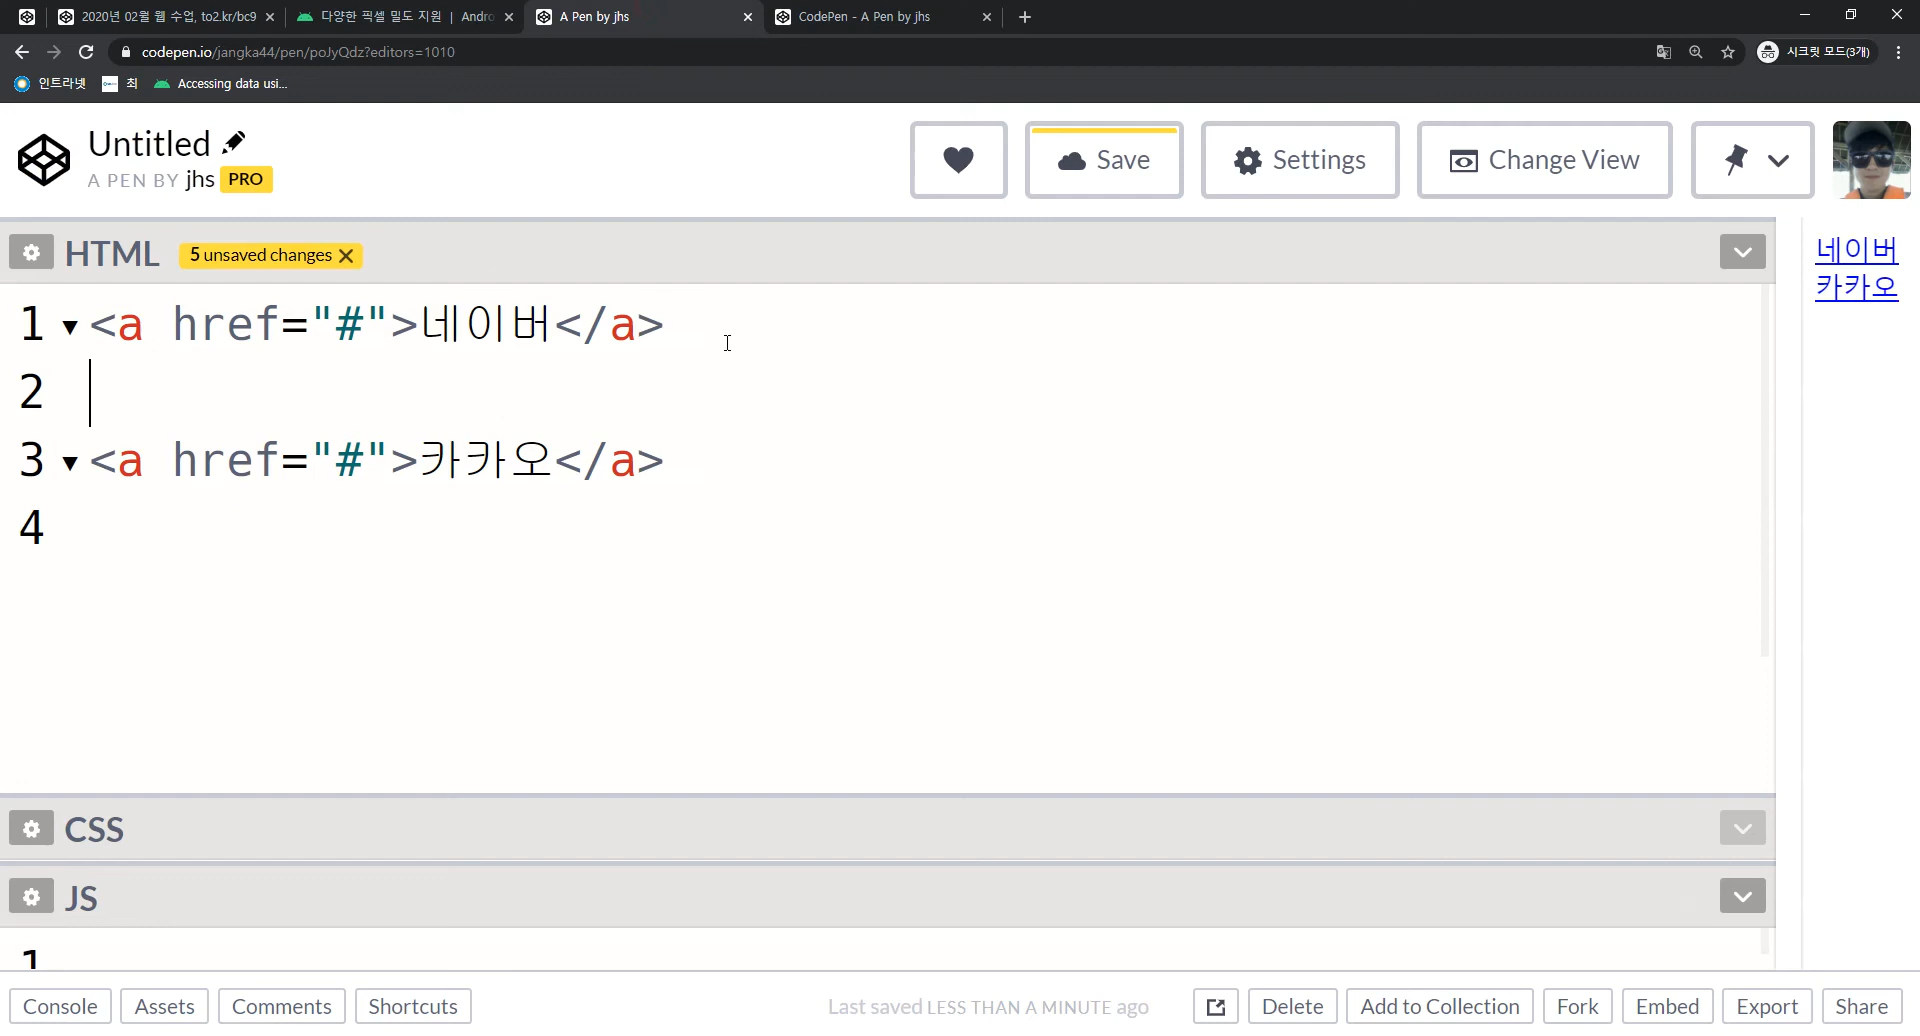 2020년 02월 웹 수업, to2.kr/bc9
다양한 픽셀 밀도 지원 | Andro
A Pen by jhs
CodePen - A Pen by jhs
codepen.io/jangka44/pen/poJyQdz?editors=1010
시크릿 모드(3개)
인트라넷
최
Accessing data usi...
Untitled
A PEN BY jhs PRO
Save
Settings
Change View
HTML
5 unsaved changes
1 <a href="#">네이버</a>
2
3 <a href="#">카카오</a>
4
네이버
카카오
CSS
JS
1
Console
Assets
Comments
Shortcuts
Last saved LESS THAN A MINUTE ago
Delete
Add to Collection
Fork
Embed
Export
Share